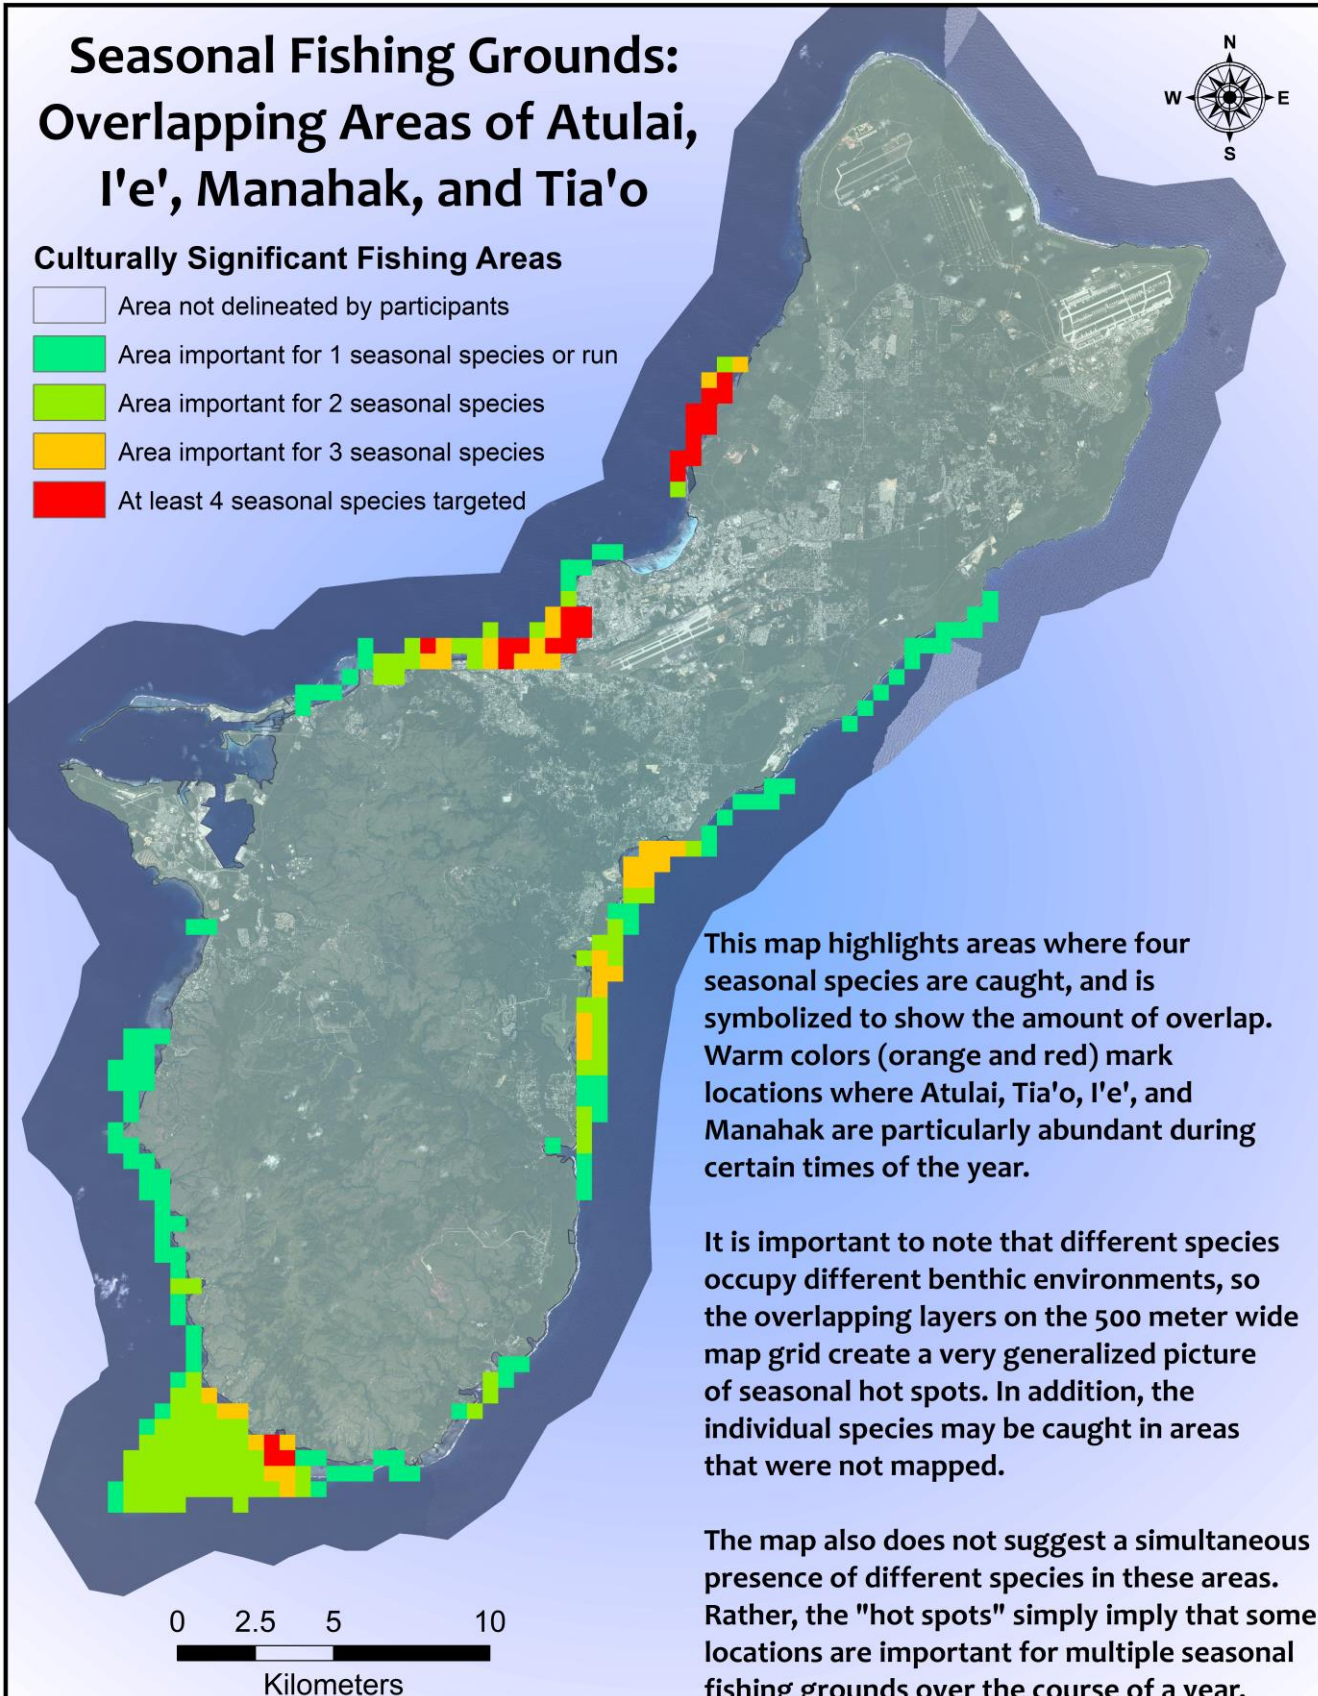 Seasonal Fishing Grounds:
Overlapping Areas of Atulai,
I'e', Manahak, and Tia'o
N
W
E
S
Culturally Significant Fishing Areas
Area not delineated by participants
Area important for 1 seasonal species or run
Area important for 2 seasonal species
Area important for 3 seasonal species
At least 4 seasonal species targeted
This map highlights areas where four
seasonal species are caught, and is
symbolized to show the amount of overlap.
Warm colors (orange and red) mark
locations where Atulai, Tia'o, I'e', and
Manahak are particularly abundant during
certain times of the year.
It is important to note that different species
occupy different benthic environments, so
the overlapping layers on the 500 meter wide
map grid create a very generalized picture
of seasonal hot spots. In addition, the
individual species may be caught in areas
that were not mapped.
The map also does not suggest a simultaneous
presence of different species in these areas.
Rather, the "hot spots" simply imply that some
locations are important for multiple seasonal
fishing grounds over the course of a year.
0 2.5 5 10
Kilometers